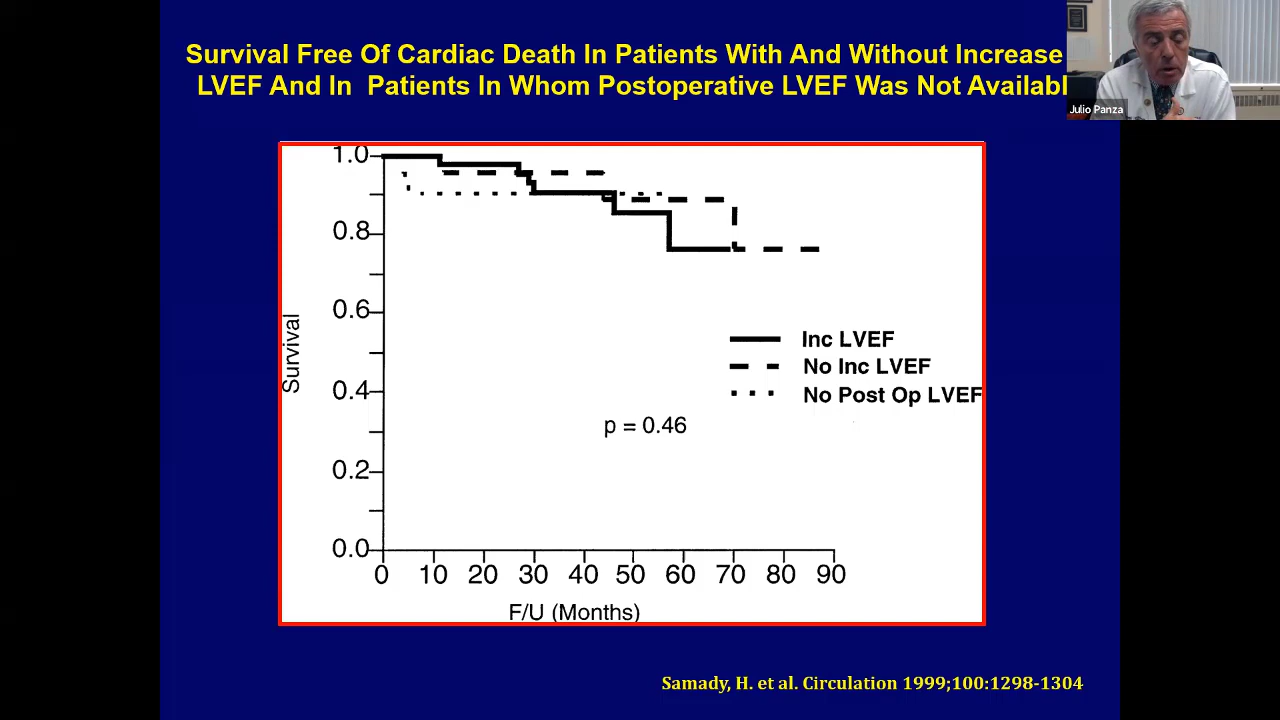 Survival Free Of Cardiac Death In Patients With And Without Increase
LVEF And In Patients In Whom Postoperative LVEF Was Not Availabl
Julio Panza
1.0
0.8
0.6
0.4
0.2
0.0
Survival
Inc LVEF
No Inc LVEF
No Post Op LVEF
p = 0.46
0 10 20 30 40 50 60 70 80 90
F/U (Months)
Samady, H. et al. Circulation 1999;100:1298-1304